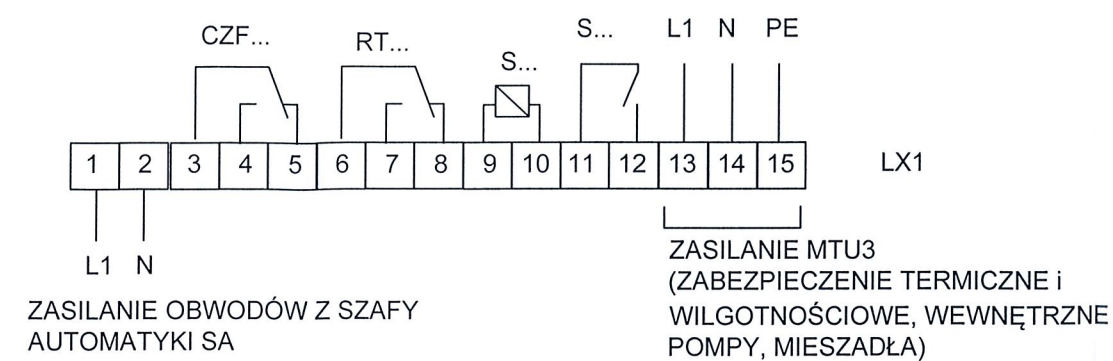 CZF... RT... S... S... L1 N PE
1 2 3 4 5 6 7 8 9 10 11 12 13 14 15 LX1
L1 N
ZASILANIE OBWODÓW Z SZAFY
AUTOMATYKI SA
ZASILANIE MTU3
(ZABEZPIECZENIE TERMICZNE i
WILGOTNOŚCIOWE, WEWNĘTRZNE
POMPY, MIESZADŁA)